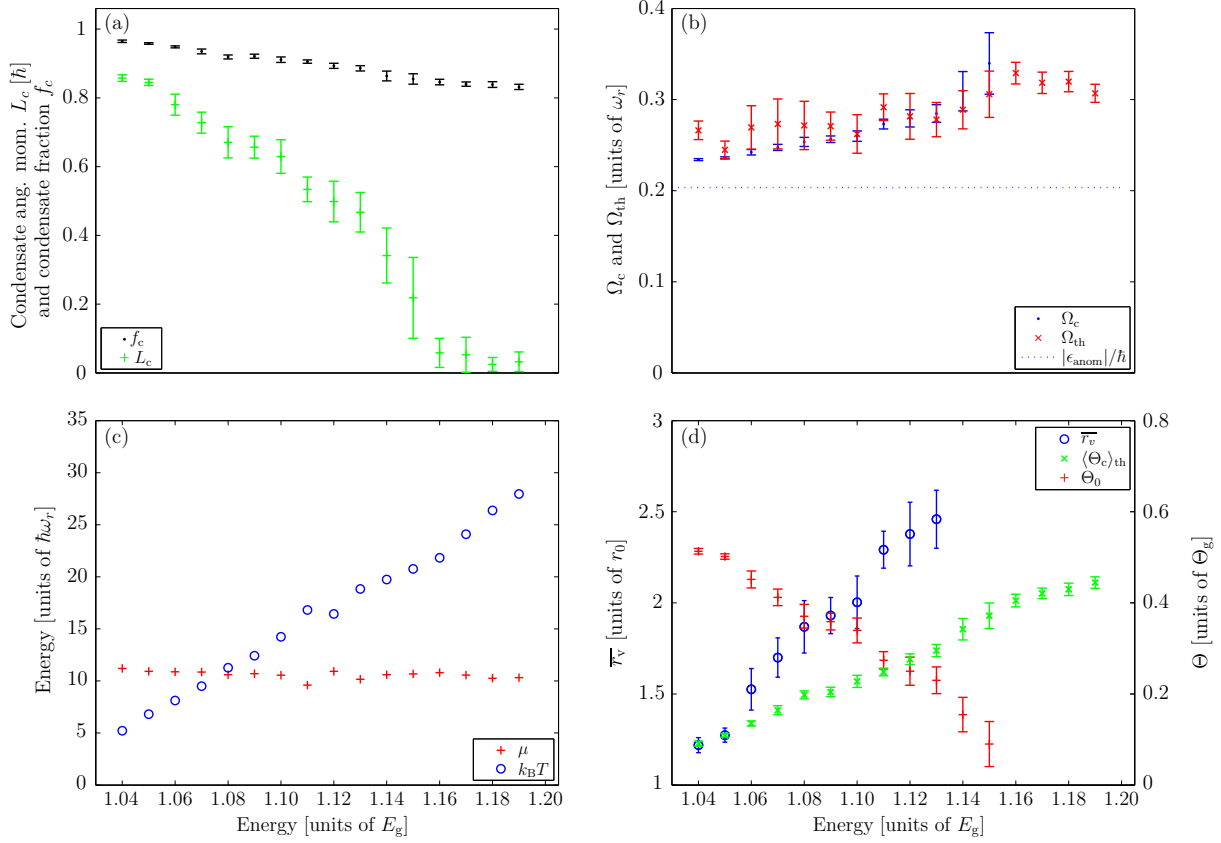 (a)
1
0.8
0.6
0.4
0.2
0
Condensate ang. mom. L_c [ħ]
and condensate fraction f_c
f_c
L_c
(b)
0.4
0.3
0.2
0.1
0
Ω_c and Ω_th [units of ω_r]
Ω_c
Ω_th
|ϵ_anom|/ħ
(c)
35
30
25
20
15
10
5
0
Energy [units of ħω_r]
μ
k_BT
1.04 1.06 1.08 1.10 1.12 1.14 1.16 1.18 1.20
Energy [units of E_g]
(d)
3
2.5
2
1.5
1
r̅_v [units of r_0]
r̅_v
⟨Θ_c⟩_th
Θ_0
0.8
0.6
0.4
0.2
0
Θ [units of Θ_g]
1.04 1.06 1.08 1.10 1.12 1.14 1.16 1.18 1.20
Energy [units of E_g]